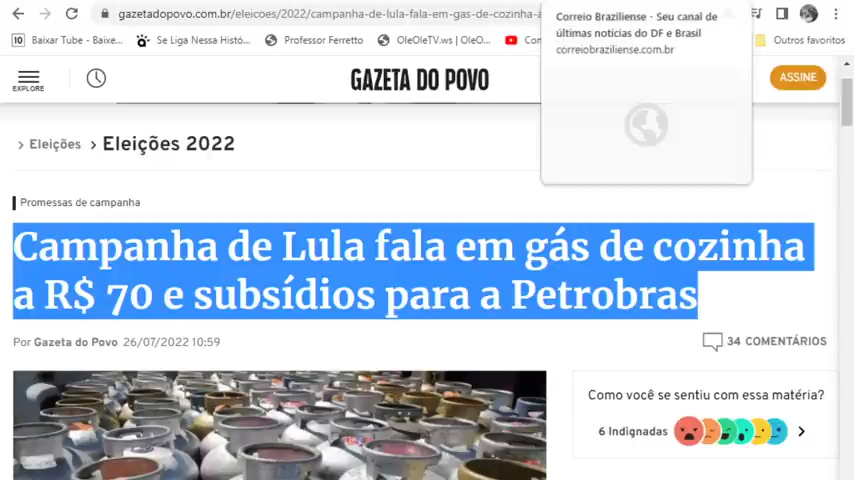 gazetadopovo.com.br/eleicoes/2022/campanha-de-lula-fala-em-gas-de-cozinha-a
Correio Braziliense - Seu canal de
últimas notícias do DF e Brasil
correiobraziliense.com.br
Baixar Tube - Baixe...
Se Liga Nessa Histó...
Professor Ferretto
OleOleTV.ws | OleO...
Con
Outros favoritos
EXPLORE
GAZETA DO POVO
ASSINE
> Eleições > Eleições 2022
Promessas de campanha
Campanha de Lula fala em gás de cozinha
a R$ 70 e subsídios para a Petrobras
Por Gazeta do Povo 26/07/2022 10:59
34 COMENTÁRIOS
Como você se sentiu com essa matéria?
6 Indignadas